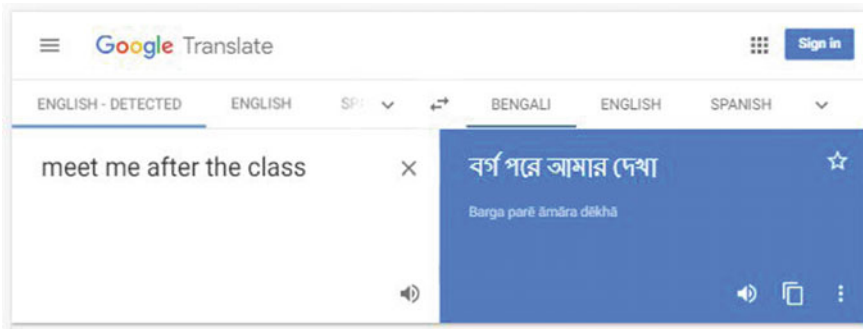 Google Translate
Sign in
ENGLISH - DETECTED ENGLISH BENGALI ENGLISH SPANISH
meet me after the class
বর্গ পরে আমার দেখা
Barga parē āmāra dēkhā